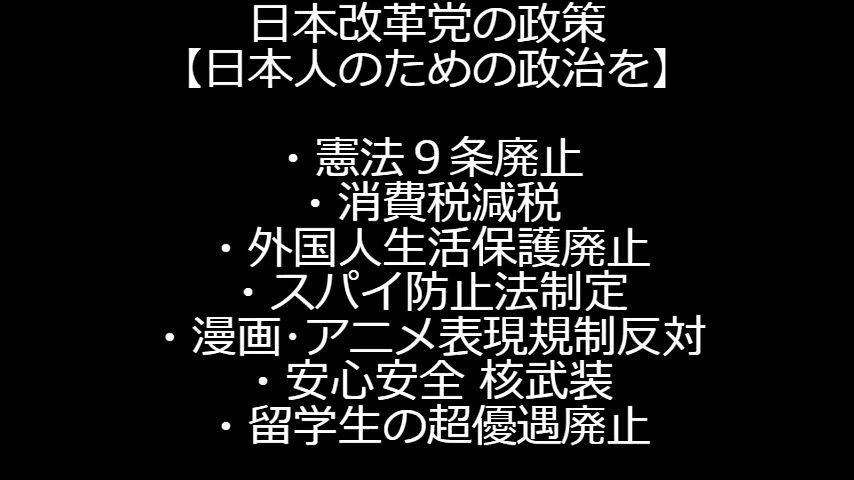 日本改革党の政策
【日本人のための政治を】
・憲法９条廃止
・消費税減税
・外国人生活保護廃止
・スパイ防止法制定
・漫画・アニメ表現規制反対
・安心安全 核武装
・留学生の超優遇廃止